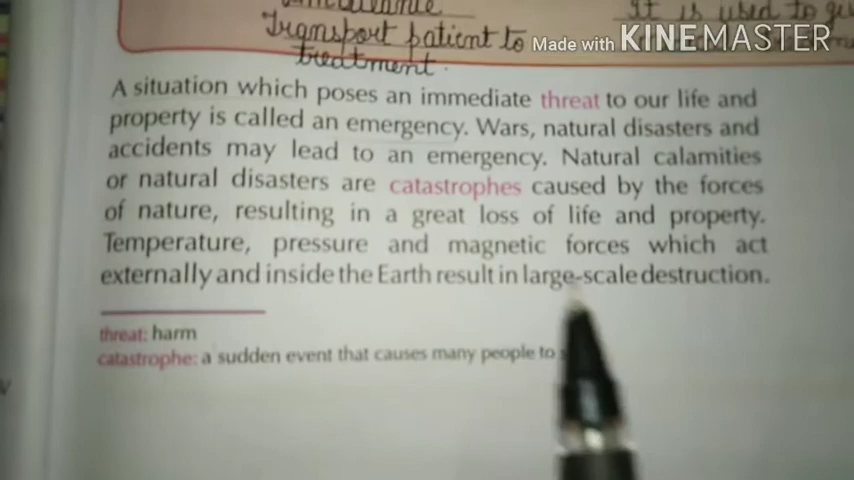 It is used to
Transport patient to
treatment.
Made with KINEMASTER
A situation which poses an immediate threat to our life and
property is called an emergency. Wars, natural disasters and
accidents may lead to an emergency. Natural calamities
or natural disasters are catastrophes caused by the forces
of nature, resulting in a great loss of life and property.
Temperature, pressure and magnetic forces which act
externally and inside the Earth result in large-scale destruction.
threat: harm
catastrophe: a sudden event that causes many people to